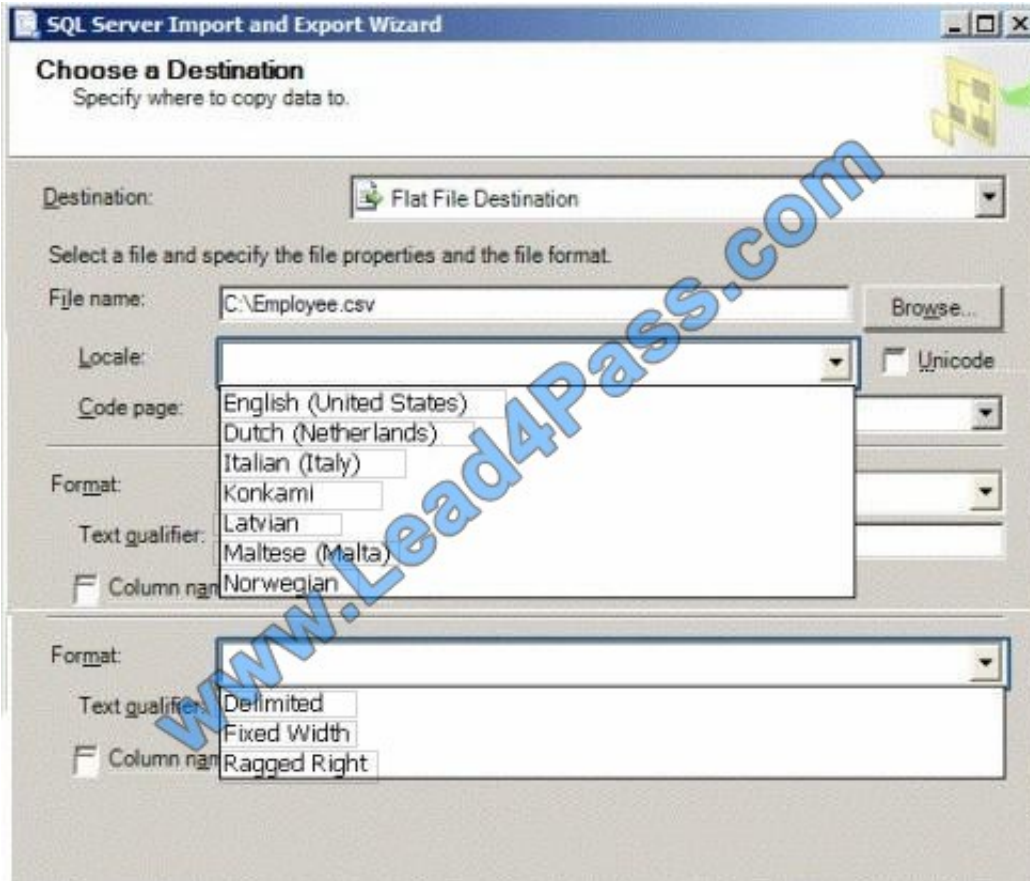 SQL Server Import and Export Wizard
Choose a Destination
Specify where to copy data to.
Destination: Flat File Destination
Select a file and specify the file properties and the file format.
File name: C:\Employee.csv Browse...
Locale: Unicode
Code page: English (United States)
Dutch (Netherlands)
Italian (Italy)
Format: Konkami
Latvian
Text qualifier: Maltese (Malta)
Column nam Norwegian
Format:
Text qualifier: Delimited
Fixed Width
Column nam Ragged Right
www.Lead4Pass.com